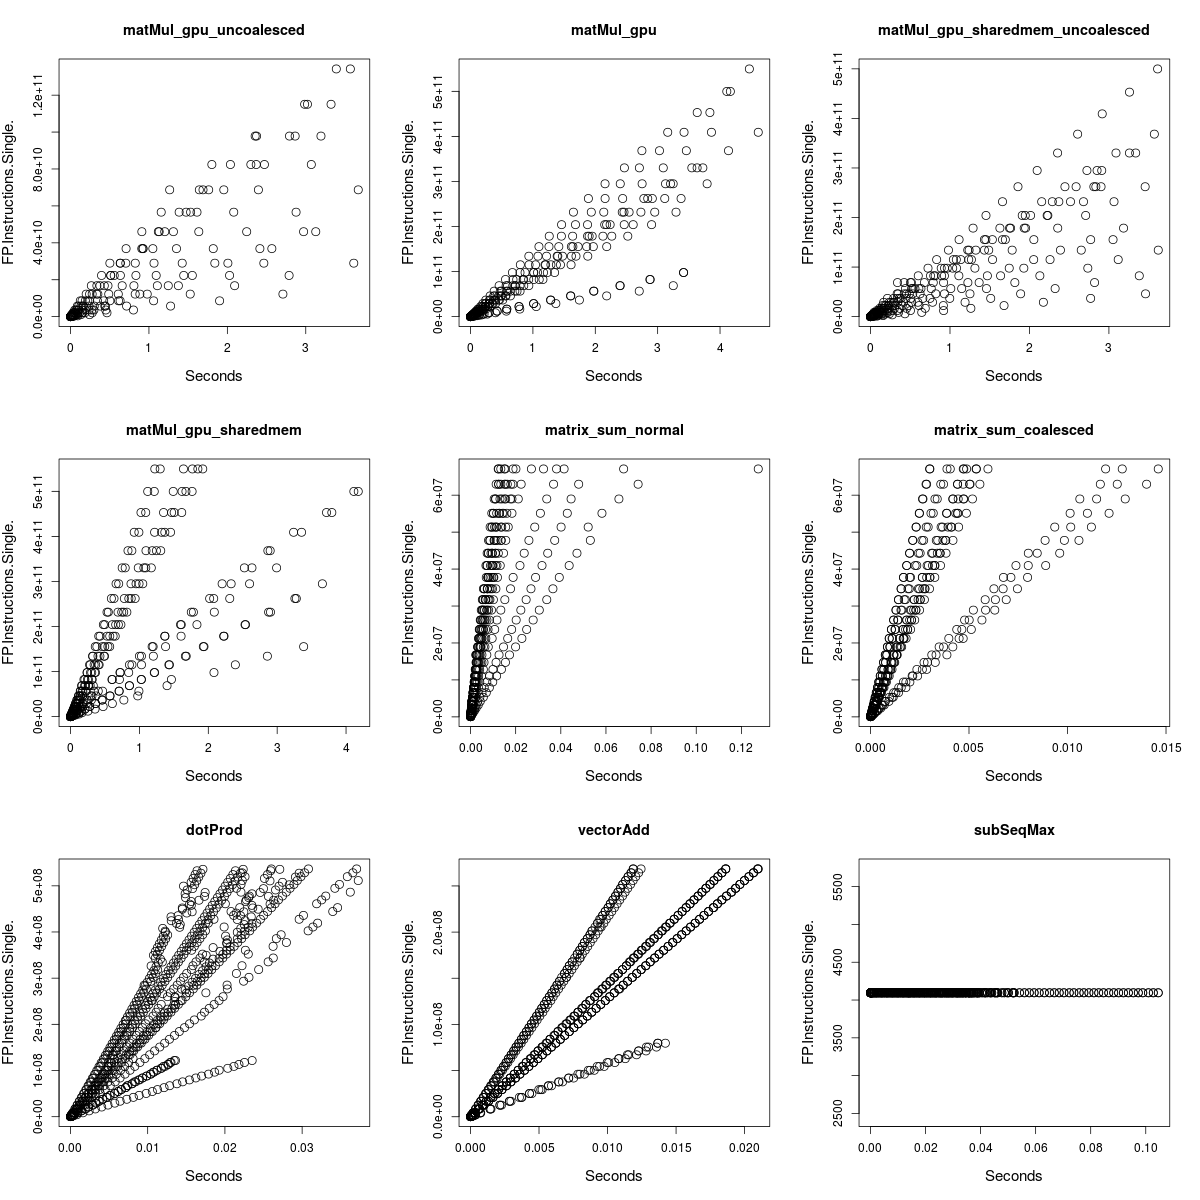 matMul_gpu_uncoalesced
FP.Instructions.Single.
0.0e+00 4.0e+10 8.0e+10 1.2e+11
0 1 2 3
Seconds
matMul_gpu
FP.Instructions.Single.
0e+00 1e+11 2e+11 3e+11 4e+11 5e+11
0 1 2 3 4
Seconds
matMul_gpu_sharedmem_uncoalesced
FP.Instructions.Single.
0e+00 1e+11 2e+11 3e+11 4e+11 5e+11
0 1 2 3
Seconds
matMul_gpu_sharedmem
FP.Instructions.Single.
0e+00 1e+11 2e+11 3e+11 4e+11 5e+11
0 1 2 3 4
Seconds
matrix_sum_normal
FP.Instructions.Single.
0e+00 2e+07 4e+07 6e+07
0.00 0.02 0.04 0.06 0.08 0.10 0.12
Seconds
matrix_sum_coalesced
FP.Instructions.Single.
0e+00 2e+07 4e+07 6e+07
0.000 0.005 0.010 0.015
Seconds
dotProd
FP.Instructions.Single.
0e+00 1e+08 2e+08 3e+08 4e+08 5e+08
0.00 0.01 0.02 0.03
Seconds
vectorAdd
FP.Instructions.Single.
0.0e+00 1.0e+08 2.0e+08
0.000 0.005 0.010 0.015 0.020
Seconds
subSeqMax
FP.Instructions.Single.
2500 3500 4500 5500
0.00 0.02 0.04 0.06 0.08 0.10
Seconds